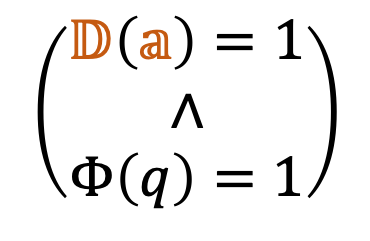 𝔻(𝕒) = 1
∧
Φ(q) = 1